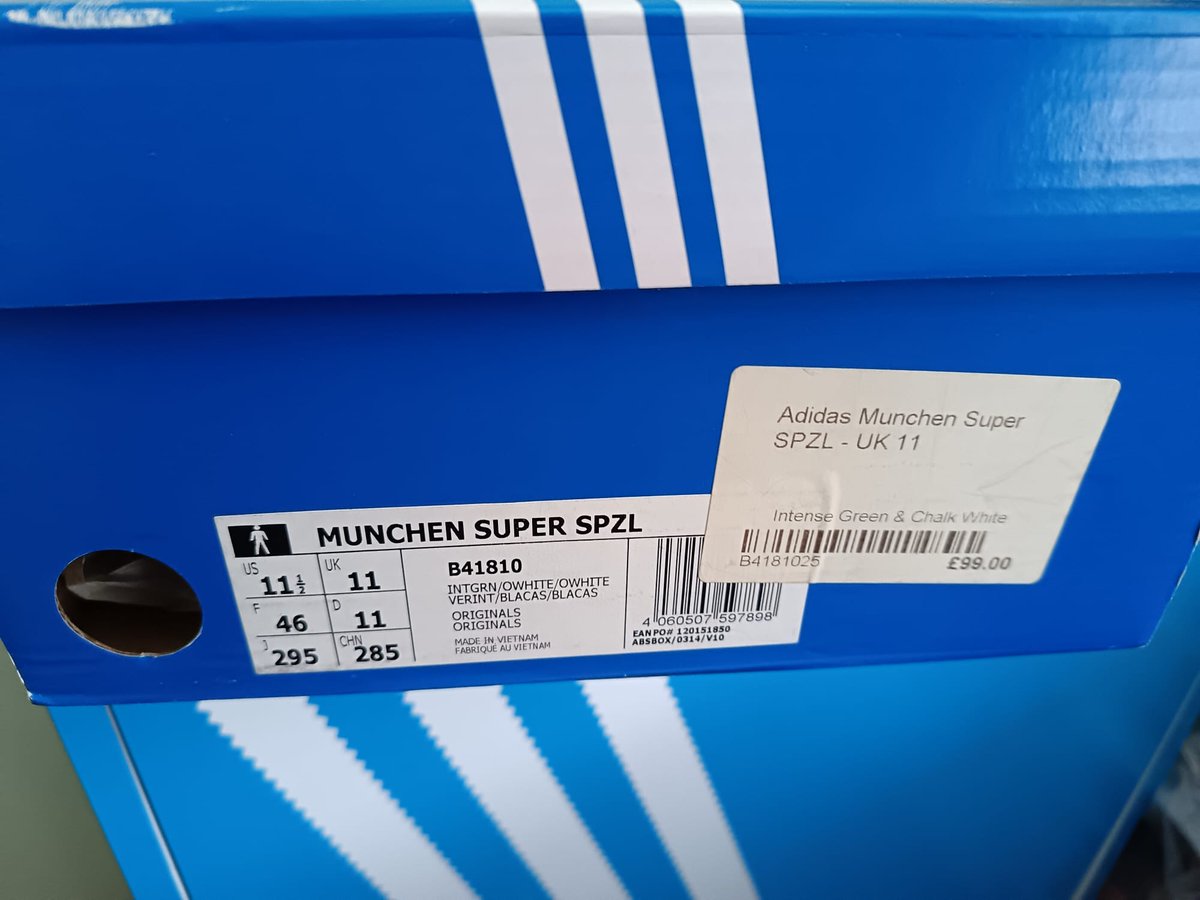 Adidas Munchen Super
SPZL - UK 11
Intense Green & Chalk White
B4181025
£99.00
MUNCHEN SUPER SPZL
US 11 1/2
UK 11
F 46
D 11
J 295
CHN 285
B41810
INTGRN/OWHITE/OWHITE
VERINT/BLACAS/BLACAS
ORIGINALS
ORIGINALS
MADE IN VIETNAM
FABRIQUE AU VIETNAM
4 060507 597898
EAN PO# 120151850
ABSBOX/0314/V10